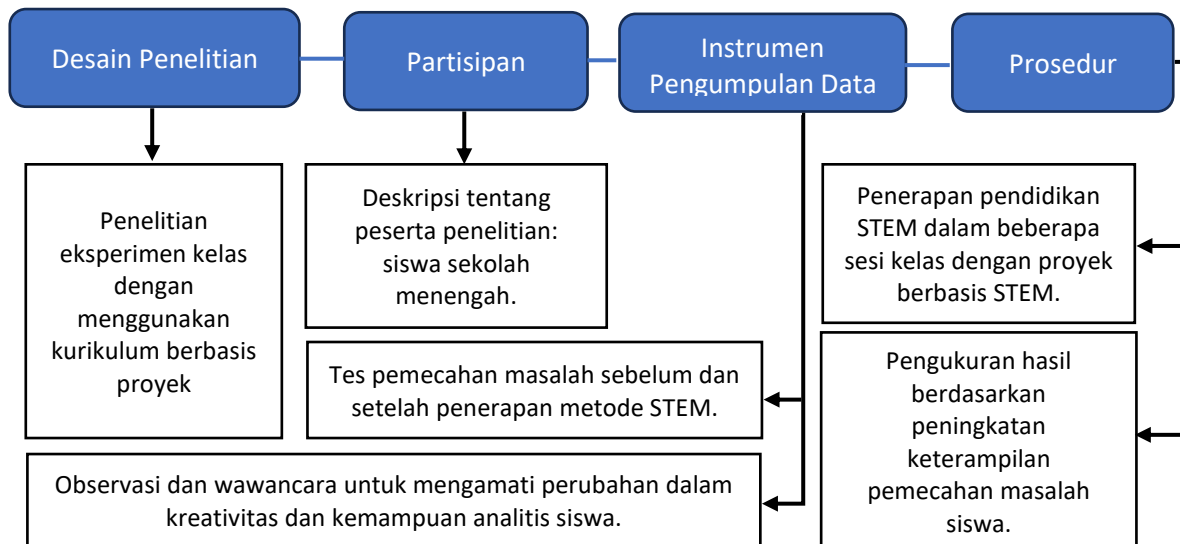 Desain Penelitian
Partisipan
Instrumen
Pengumpulan Data
Prosedur
Penelitian
eksperimen kelas
dengan
menggunakan
kurikulum berbasis
proyek
Deskripsi tentang
peserta penelitian:
siswa sekolah
menengah.
Tes pemecahan masalah sebelum dan
setelah penerapan metode STEM.
Observasi dan wawancara untuk mengamati perubahan dalam
kreativitas dan kemampuan analitis siswa.
Penerapan pendidikan
STEM dalam beberapa
sesi kelas dengan proyek
berbasis STEM.
Pengukuran hasil
berdasarkan
peningkatan
keterampilan
pemecahan masalah
siswa.